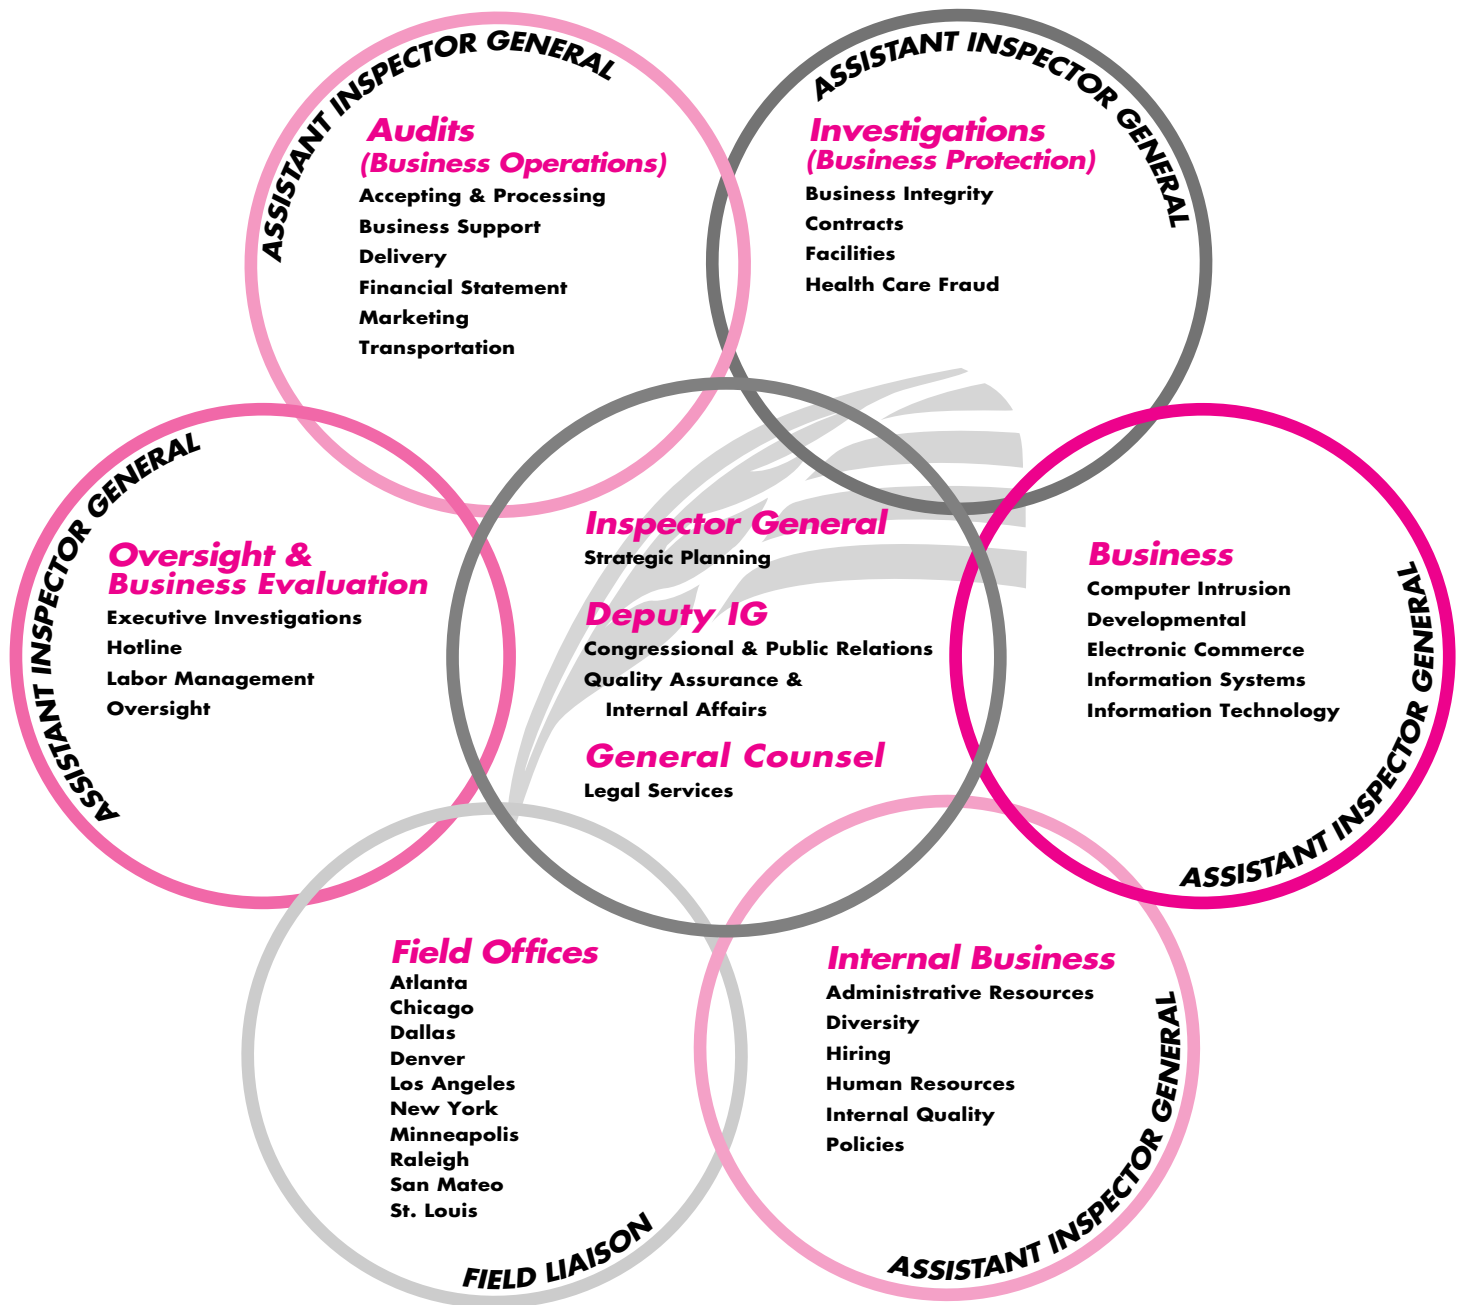 ASSISTANT INSPECTOR GENERAL
Audits
(Business Operations)
Accepting & Processing
Business Support
Delivery
Financial Statement
Marketing
Transportation
ASSISTANT INSPECTOR GENERAL
Investigations
(Business Protection)
Business Integrity
Contracts
Facilities
Health Care Fraud
ASSISTANT INSPECTOR GENERAL
Oversight &
Business Evaluation
Executive Investigations
Hotline
Labor Management
Oversight
Inspector General
Strategic Planning
Deputy IG
Congressional & Public Relations
Quality Assurance &
Internal Affairs
General Counsel
Legal Services
Business
Computer Intrusion
Developmental
Electronic Commerce
Information Systems
Information Technology
ASSISTANT INSPECTOR GENERAL
Field Offices
Atlanta
Chicago
Dallas
Denver
Los Angeles
New York
Minneapolis
Raleigh
San Mateo
St. Louis
FIELD LIAISON
Internal Business
Administrative Resources
Diversity
Hiring
Human Resources
Internal Quality
Policies
ASSISTANT INSPECTOR GENERAL